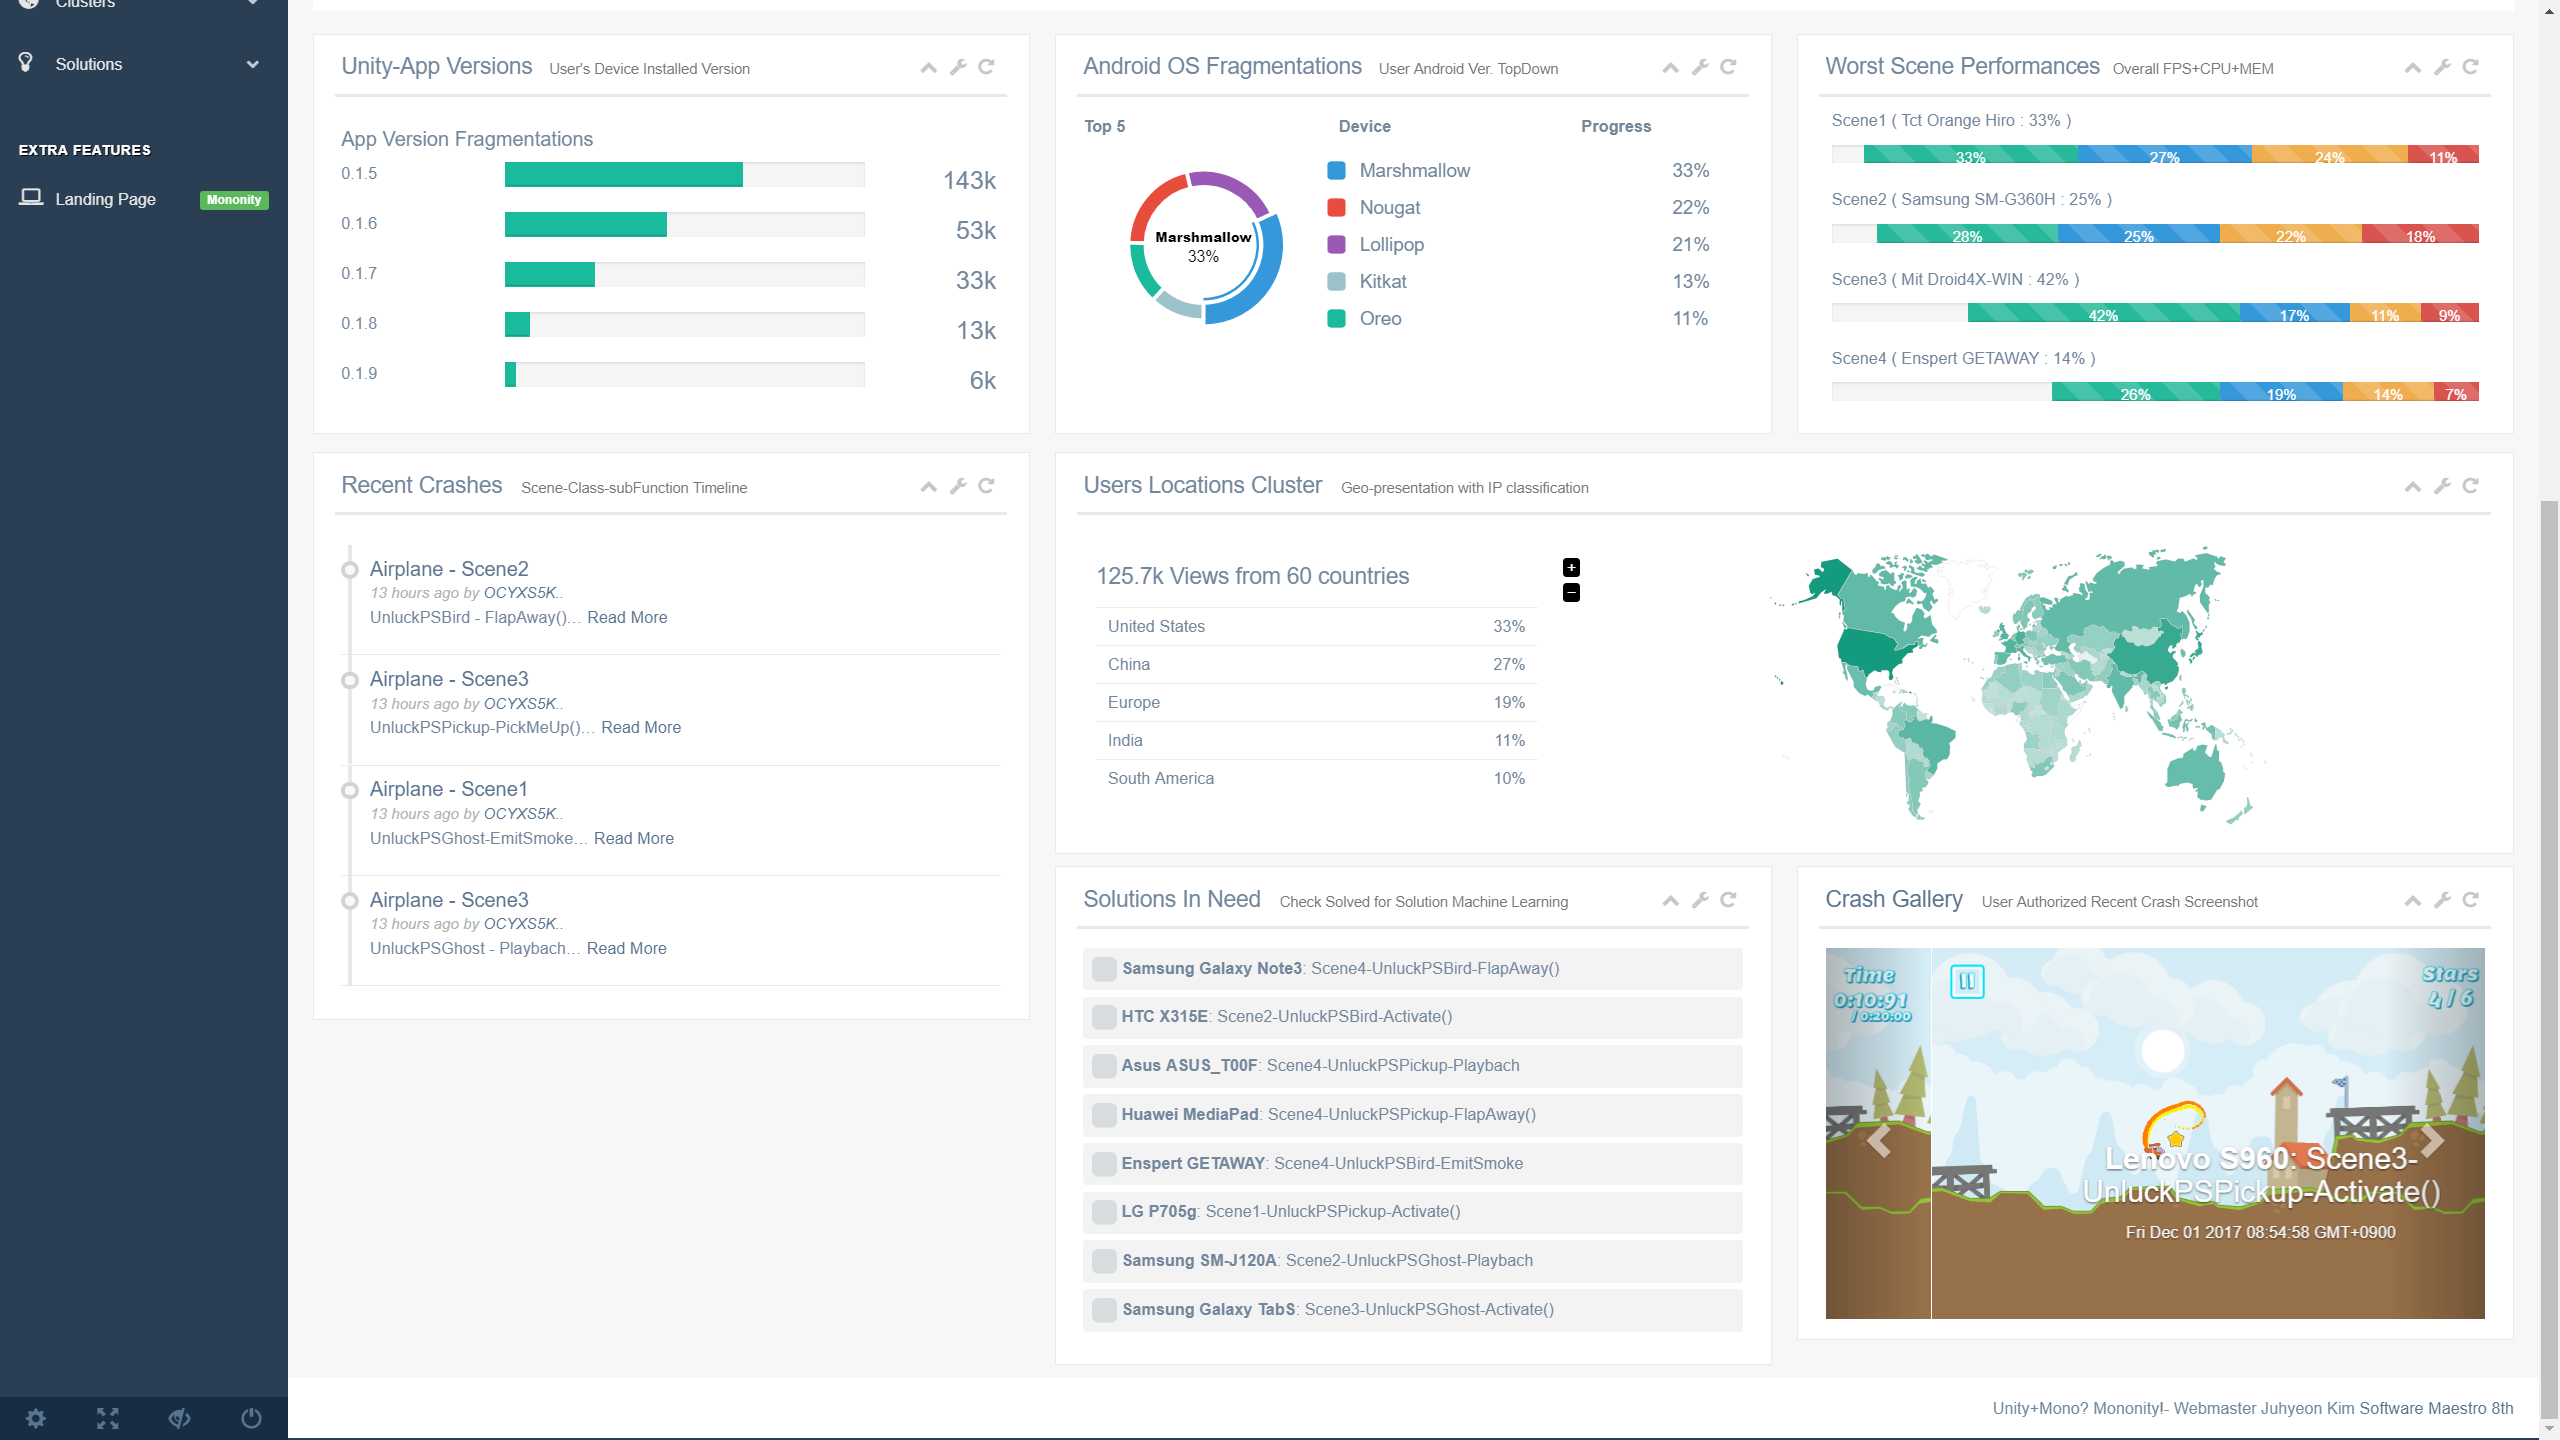 Clusters
Solutions
EXTRA FEATURES
Landing Page Mononity
Unity-App Versions User's Device Installed Version
App Version Fragmentations
0.1.5 143k
0.1.6 53k
0.1.7 33k
0.1.8 13k
0.1.9 6k
Android OS Fragmentations User Android Ver. TopDown
Top 5 Device Progress
Marshmallow
33%
Marshmallow 33%
Nougat 22%
Lollipop 21%
Kitkat 13%
Oreo 11%
Worst Scene Performances Overall FPS+CPU+MEM
Scene1 ( Tct Orange Hiro : 33% )
33% 27% 24% 11%
Scene2 ( Samsung SM-G360H : 25% )
28% 25% 22% 18%
Scene3 ( Mit Droid4X-WIN : 42% )
42% 17% 11% 9%
Scene4 ( Enspert GETAWAY : 14% )
26% 19% 14% 7%
Recent Crashes Scene-Class-subFunction Timeline
Airplane - Scene2
13 hours ago by OCYXS5K..
UnluckPSBird - FlapAway()... Read More
Airplane - Scene3
13 hours ago by OCYXS5K..
UnluckPSPickup-PickMeUp()... Read More
Airplane - Scene1
13 hours ago by OCYXS5K..
UnluckPSGhost-EmitSmoke... Read More
Airplane - Scene3
13 hours ago by OCYXS5K..
UnluckPSGhost - Playbach... Read More
Users Locations Cluster Geo-presentation with IP classification
125.7k Views from 60 countries
United States 33%
China 27%
Europe 19%
India 11%
South America 10%
+
−
Solutions In Need Check Solved for Solution Machine Learning
Samsung Galaxy Note3: Scene4-UnluckPSBird-FlapAway()
HTC X315E: Scene2-UnluckPSBird-Activate()
Asus ASUS_T00F: Scene4-UnluckPSPickup-Playbach
Huawei MediaPad: Scene4-UnluckPSPickup-FlapAway()
Enspert GETAWAY: Scene4-UnluckPSBird-EmitSmoke
LG P705g: Scene1-UnluckPSPickup-Activate()
Samsung SM-J120A: Scene2-UnluckPSGhost-Playbach
Samsung Galaxy TabS: Scene3-UnluckPSGhost-Activate()
Crash Gallery User Authorized Recent Crash Screenshot
Time
0:10:91
/ 0:20:00
Stars
4 / 6
Lenovo S960: Scene3-
UnluckPSPickup-Activate()
Fri Dec 01 2017 08:54:58 GMT+0900
Unity+Mono? Mononity!- Webmaster Juhyeon Kim Software Maestro 8th